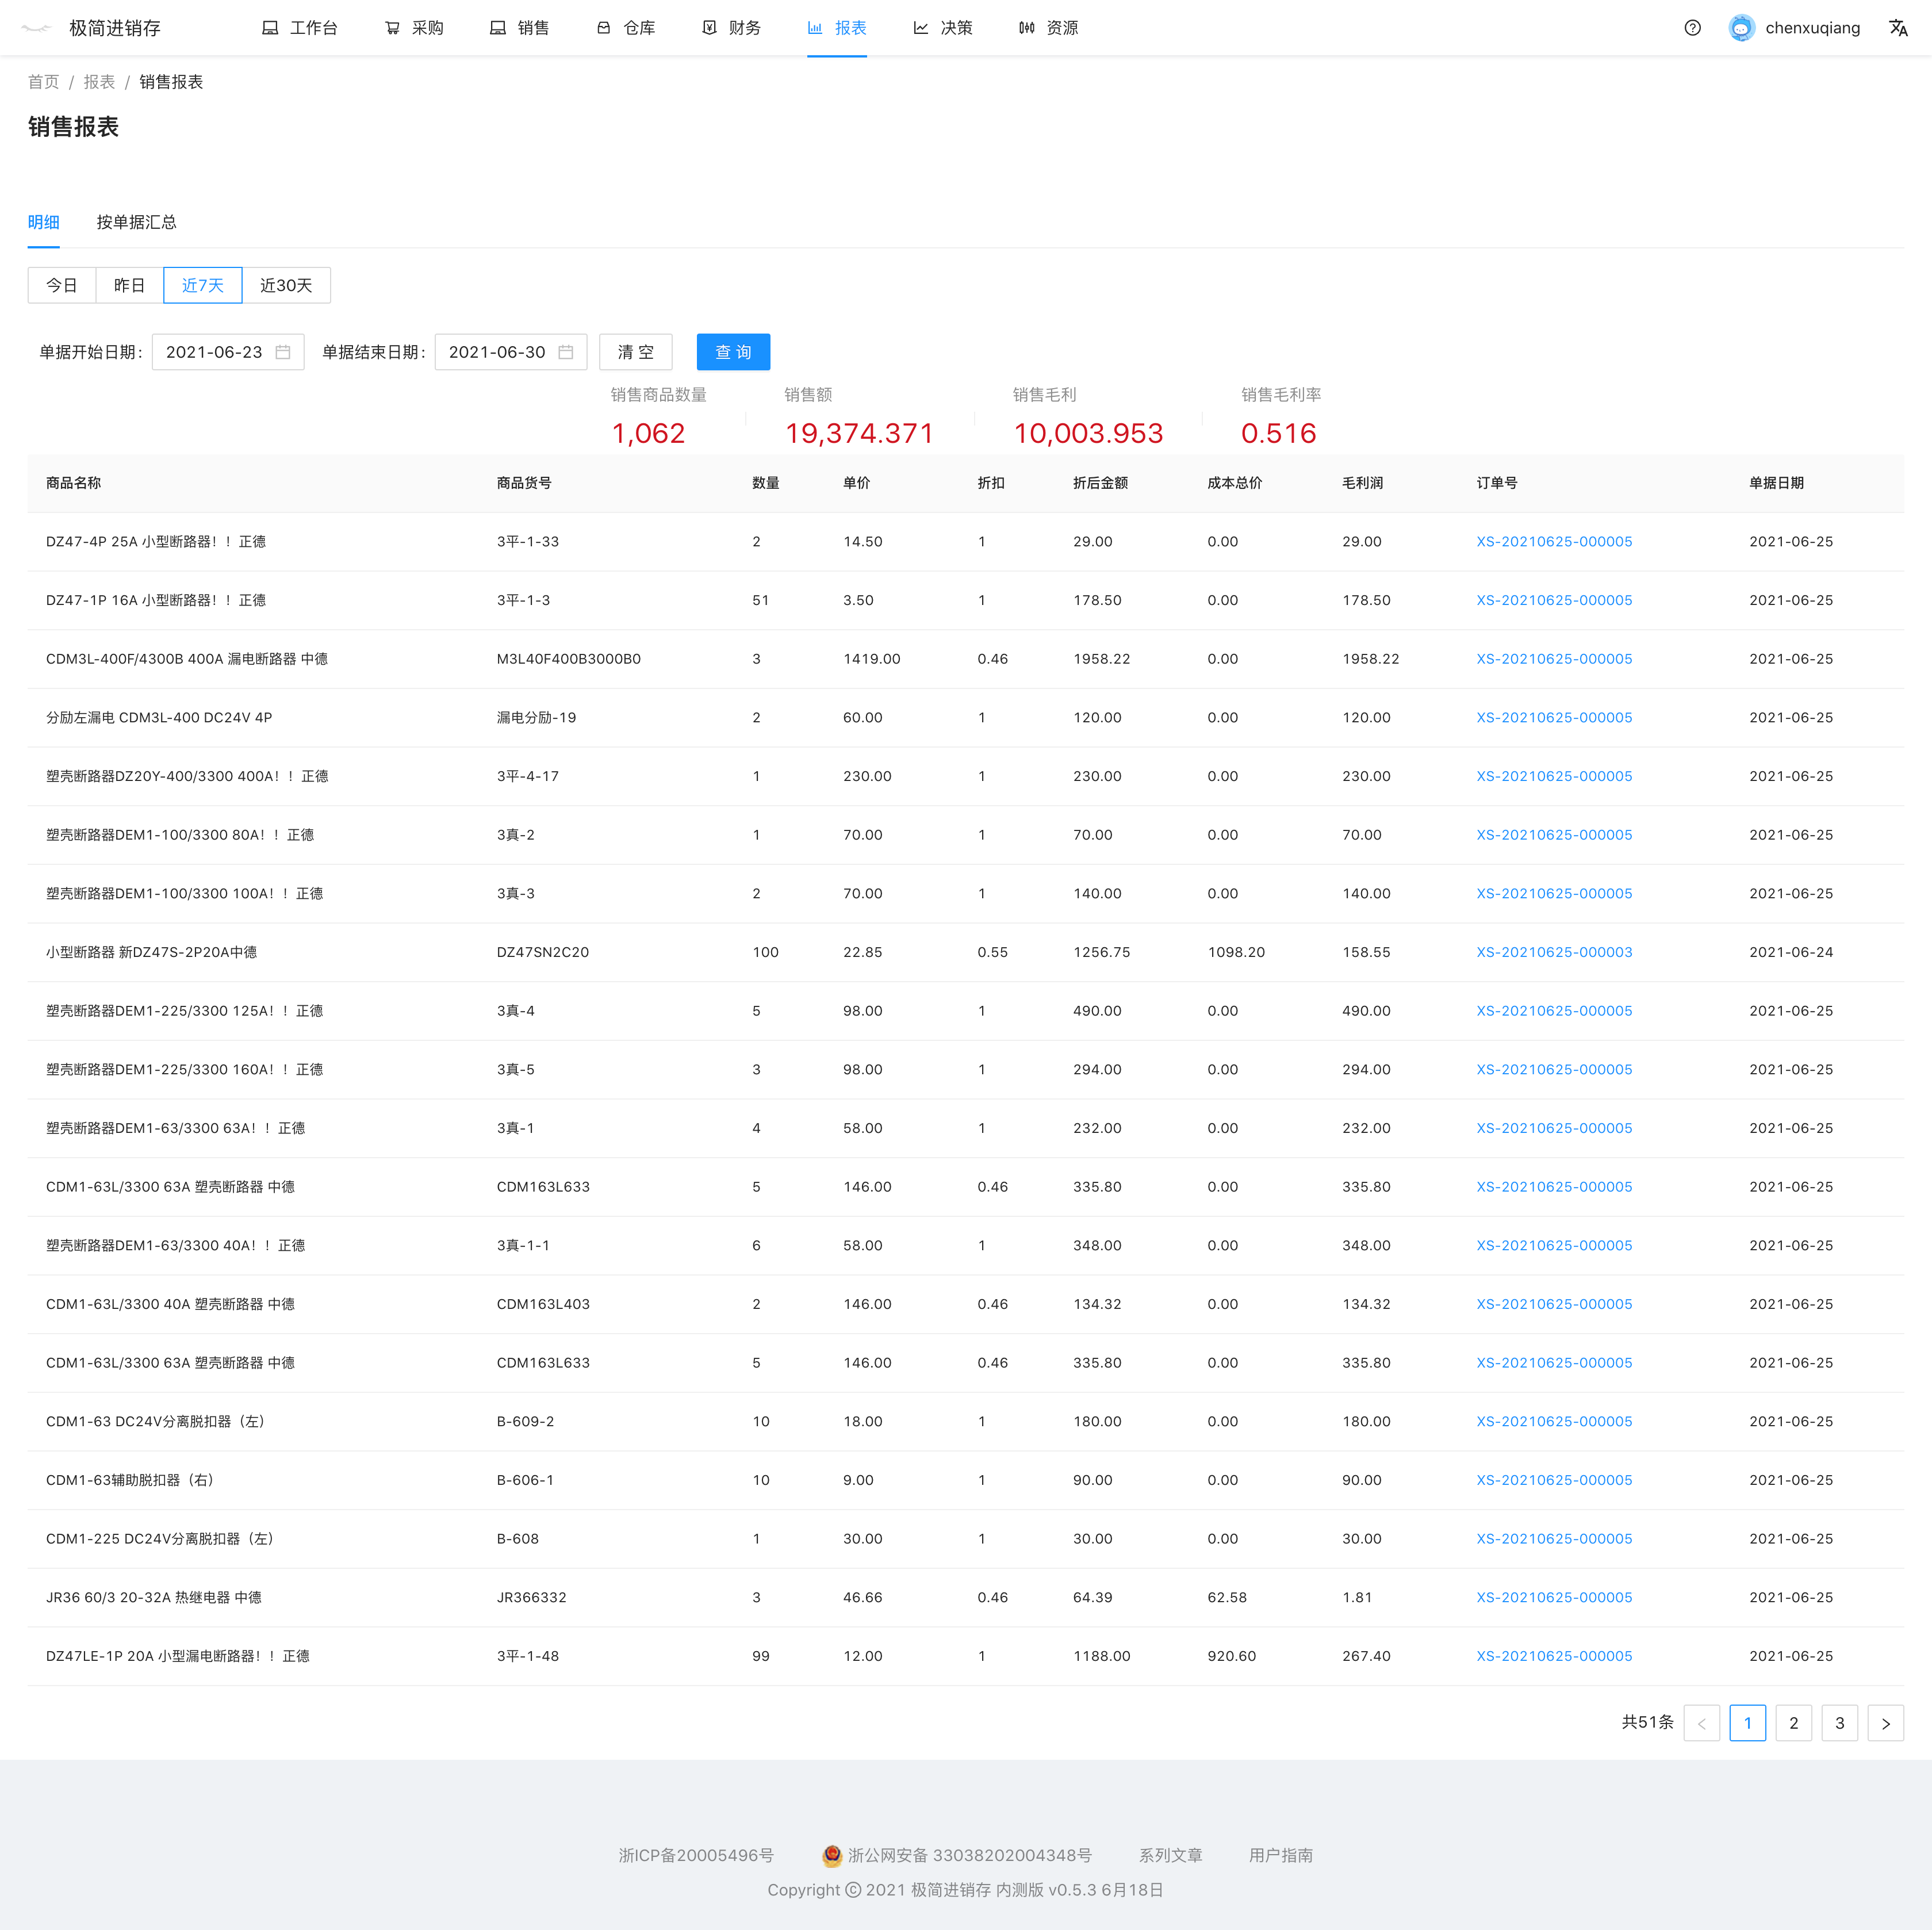 极简进销存 工作台 采购 销售 仓库 财务 报表 决策 资源 chenxuqiang
首页 / 报表 / 销售报表
销售报表
明细 按单据汇总
今日 昨日 近7天 近30天
单据开始日期: 2021-06-23 单据结束日期: 2021-06-30 清 空 查 询
销售商品数量 销售额 销售毛利 销售毛利率
1,062 19,374.371 10,003.953 0.516
商品名称 商品货号 数量 单价 折扣 折后金额 成本总价 毛利润 订单号 单据日期
DZ47-4P 25A 小型断路器！！正德 3平-1-33 2 14.50 1 29.00 0.00 29.00 XS-20210625-000005 2021-06-25
DZ47-1P 16A 小型断路器！！正德 3平-1-3 51 3.50 1 178.50 0.00 178.50 XS-20210625-000005 2021-06-25
CDM3L-400F/4300B 400A 漏电断路器 中德 M3L40F400B3000B0 3 1419.00 0.46 1958.22 0.00 1958.22 XS-20210625-000005 2021-06-25
分励左漏电 CDM3L-400 DC24V 4P 漏电分励-19 2 60.00 1 120.00 0.00 120.00 XS-20210625-000005 2021-06-25
塑壳断路器DZ20Y-400/3300 400A！！正德 3平-4-17 1 230.00 1 230.00 0.00 230.00 XS-20210625-000005 2021-06-25
塑壳断路器DEM1-100/3300 80A！！正德 3真-2 1 70.00 1 70.00 0.00 70.00 XS-20210625-000005 2021-06-25
塑壳断路器DEM1-100/3300 100A！！正德 3真-3 2 70.00 1 140.00 0.00 140.00 XS-20210625-000005 2021-06-25
小型断路器 新DZ47S-2P20A中德 DZ47SN2C20 100 22.85 0.55 1256.75 1098.20 158.55 XS-20210625-000003 2021-06-24
塑壳断路器DEM1-225/3300 125A！！正德 3真-4 5 98.00 1 490.00 0.00 490.00 XS-20210625-000005 2021-06-25
塑壳断路器DEM1-225/3300 160A！！正德 3真-5 3 98.00 1 294.00 0.00 294.00 XS-20210625-000005 2021-06-25
塑壳断路器DEM1-63/3300 63A！！正德 3真-1 4 58.00 1 232.00 0.00 232.00 XS-20210625-000005 2021-06-25
CDM1-63L/3300 63A 塑壳断路器 中德 CDM163L633 5 146.00 0.46 335.80 0.00 335.80 XS-20210625-000005 2021-06-25
塑壳断路器DEM1-63/3300 40A！！正德 3真-1-1 6 58.00 1 348.00 0.00 348.00 XS-20210625-000005 2021-06-25
CDM1-63L/3300 40A 塑壳断路器 中德 CDM163L403 2 146.00 0.46 134.32 0.00 134.32 XS-20210625-000005 2021-06-25
CDM1-63L/3300 63A 塑壳断路器 中德 CDM163L633 5 146.00 0.46 335.80 0.00 335.80 XS-20210625-000005 2021-06-25
CDM1-63 DC24V分离脱扣器（左） B-609-2 10 18.00 1 180.00 0.00 180.00 XS-20210625-000005 2021-06-25
CDM1-63辅助脱扣器（右） B-606-1 10 9.00 1 90.00 0.00 90.00 XS-20210625-000005 2021-06-25
CDM1-225 DC24V分离脱扣器（左） B-608 1 30.00 1 30.00 0.00 30.00 XS-20210625-000005 2021-06-25
JR36 60/3 20-32A 热继电器 中德 JR366332 3 46.66 0.46 64.39 62.58 1.81 XS-20210625-000005 2021-06-25
DZ47LE-1P 20A 小型漏电断路器！！正德 3平-1-48 99 12.00 1 1188.00 920.60 267.40 XS-20210625-000005 2021-06-25
共51条 < 1 2 3 >
浙ICP备20005496号 浙公网安备 33038202004348号 系列文章 用户指南
Copyright © 2021 极简进销存 内测版 v0.5.3 6月18日